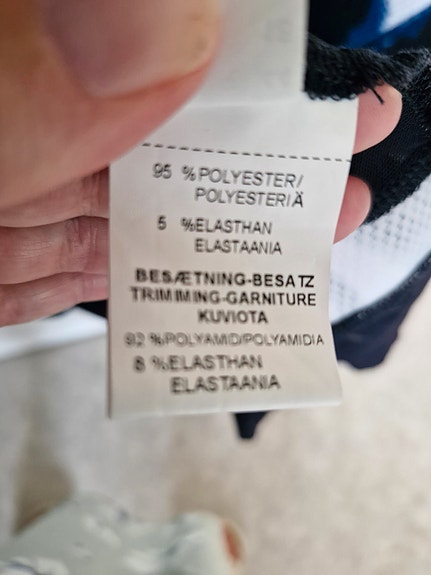 95 %POLYESTER/
POLYESTERIÄ
5 %ELASTHAN
ELASTAANIA
BESÆTNING-BESATZ
TRIMMING-GARNITURE
KUVIOTA
92 %POLYAMID/POLYAMIDIA
8 %ELASTHAN
ELASTAANIA